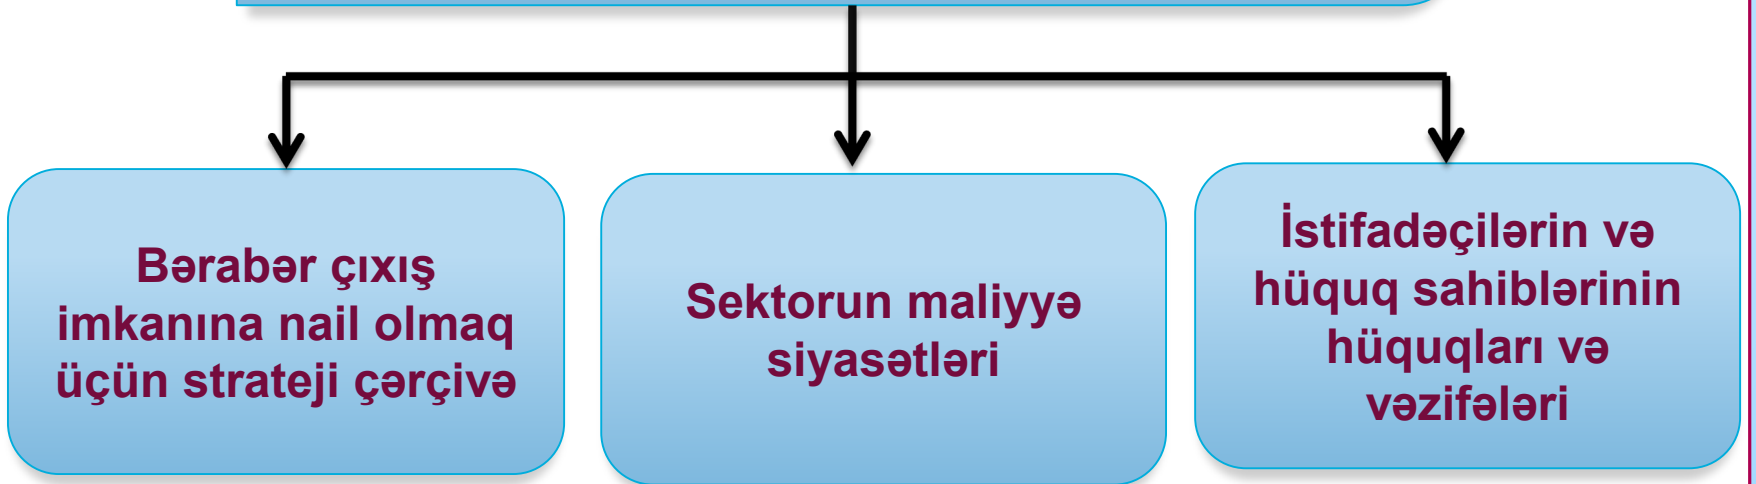 Bərabər çıxış
imkanına nail olmaq
üçün strateji çərçivə
Sektorun maliyyə
siyasətləri
İstifadəçilərin və
hüquq sahiblərinin
hüquqları və
vəzifələri